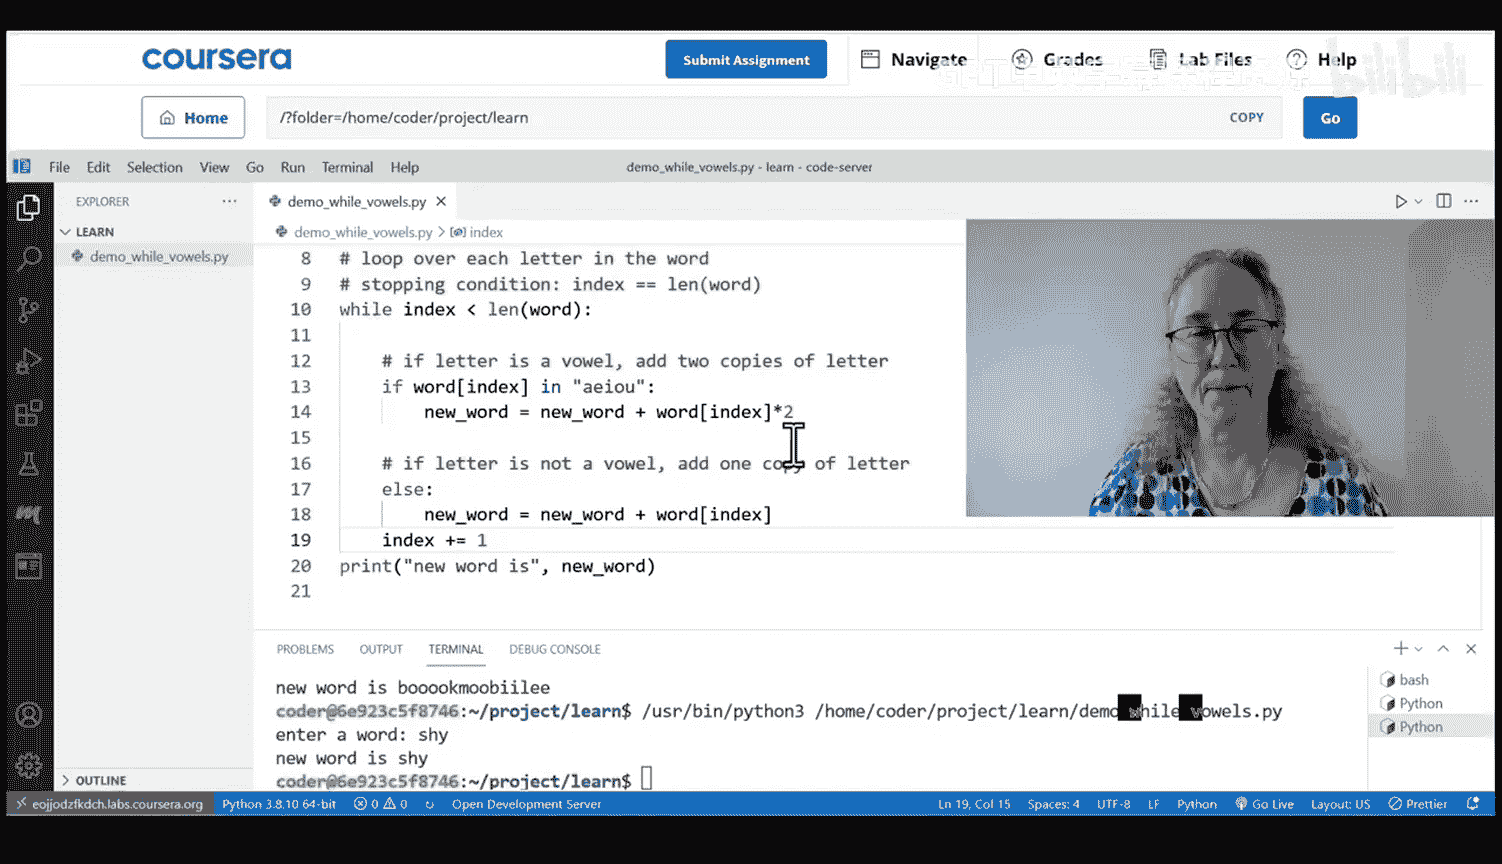 coursera
Submit Assignment
Navigate
Grades
Lab Files
Help
bilibili
Home
/?folder=/home/coder/project/learn
COPY
Go
File Edit Selection View Go Run Terminal Help
demo_while_vowels.py - learn - code-server
EXPLORER
demo_while_vowels.py
LEARN
demo_while_vowels.py
demo_while_vowels.py > index
8 # loop over each letter in the word
9 # stopping condition: index == len(word)
10 while index < len(word):
11
12 # if letter is a vowel, add two copies of letter
13 if word[index] in "aeiou":
14 new_word = new_word + word[index]*2
15
16 # if letter is not a vowel, add one copy of letter
17 else:
18 new_word = new_word + word[index]
19 index += 1
20 print("new word is", new_word)
21
PROBLEMS OUTPUT TERMINAL DEBUG CONSOLE
new word is booookmoobiilee
coder@6e923c5f8746:~/project/learn$ /usr/bin/python3 /home/coder/project/learn/demo_while_vowels.py
enter a word: shy
new word is shy
coder@6e923c5f8746:~/project/learn$
bash
Python
Python
OUTLINE
eojjodzfkdch.labs.coursera.org Python 3.8.10 64-bit 0 0 Open Development Server Ln 19, Col 15 Spaces: 4 UTF-8 LF Python Go Live Layout: US Prettier